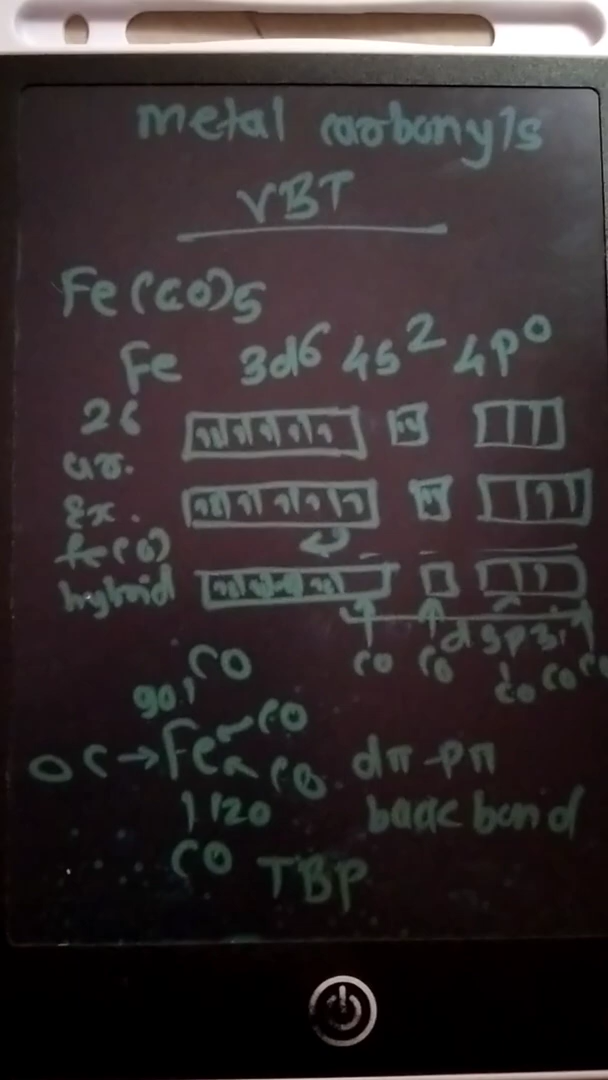 metal carbonyls
VBT
Fe(CO)5
Fe 3d6 4s2 4p0
26
Ex.
Fe(0)
hybrid
dsp3
CO CO CO CO CO
CO
90
OC→Fe CO
CO dπ-pπ
120 back bond
CO TBP